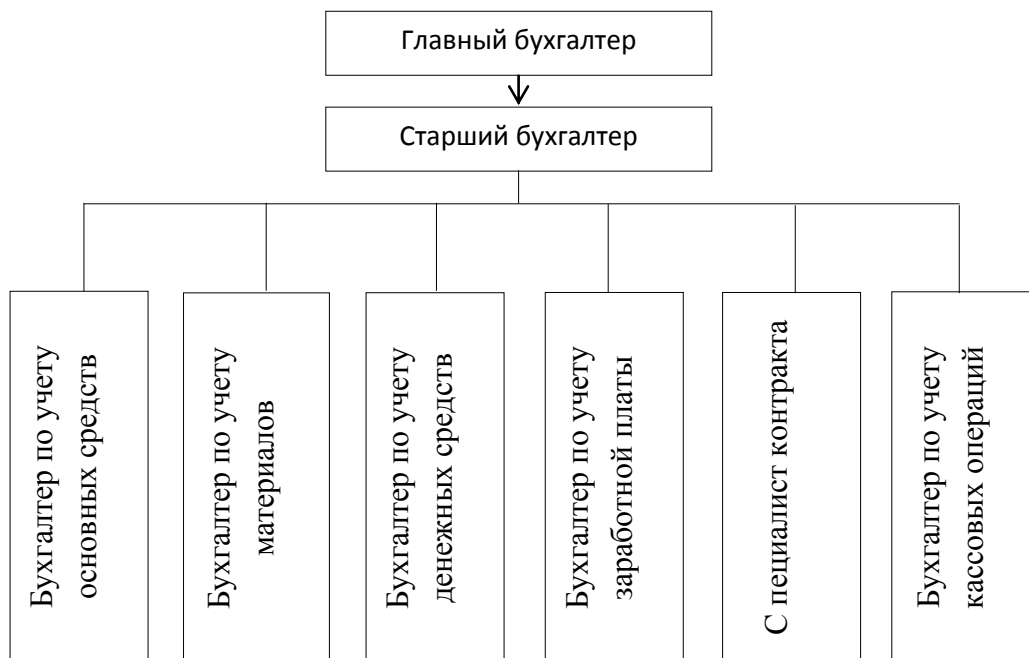 Главный бухгалтер
Старший бухгалтер
Бухгалтер по учету
основных средств
Бухгалтер по учету
материалов
Бухгалтер по учету
денежных средств
Бухгалтер по учету
заработной платы
С пециалист контракта
Бухгалтер по учету
кассовых операций